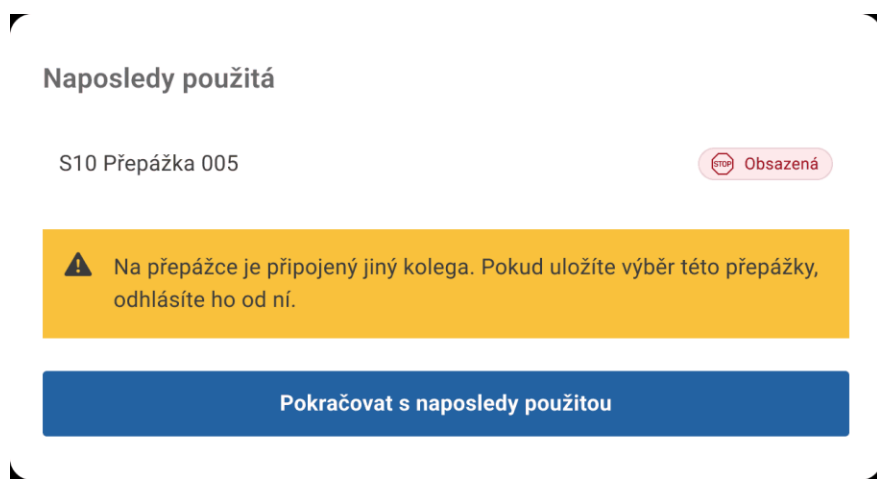 Naposledy použitá
S10 Přepážka 005
STOP Obsazená
Na přepážce je připojený jiný kolega. Pokud uložíte výběr této přepážky,
odhlásíte ho od ní.
Pokračovat s naposledy použitou